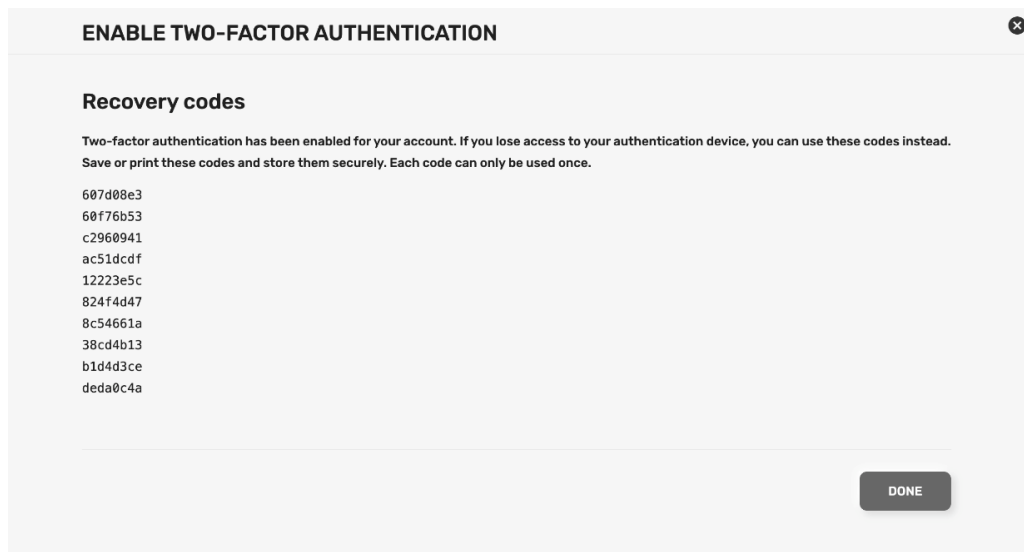 ENABLE TWO-FACTOR AUTHENTICATION
Recovery codes
Two-factor authentication has been enabled for your account. If you lose access to your authentication device, you can use these codes instead.
Save or print these codes and store them securely. Each code can only be used once.
607d08e3
60f76b53
c2960941
ac51dcdf
12223e5c
824f4d47
8c54661a
38cd4b13
b1d4d3ce
deda0c4a
DONE